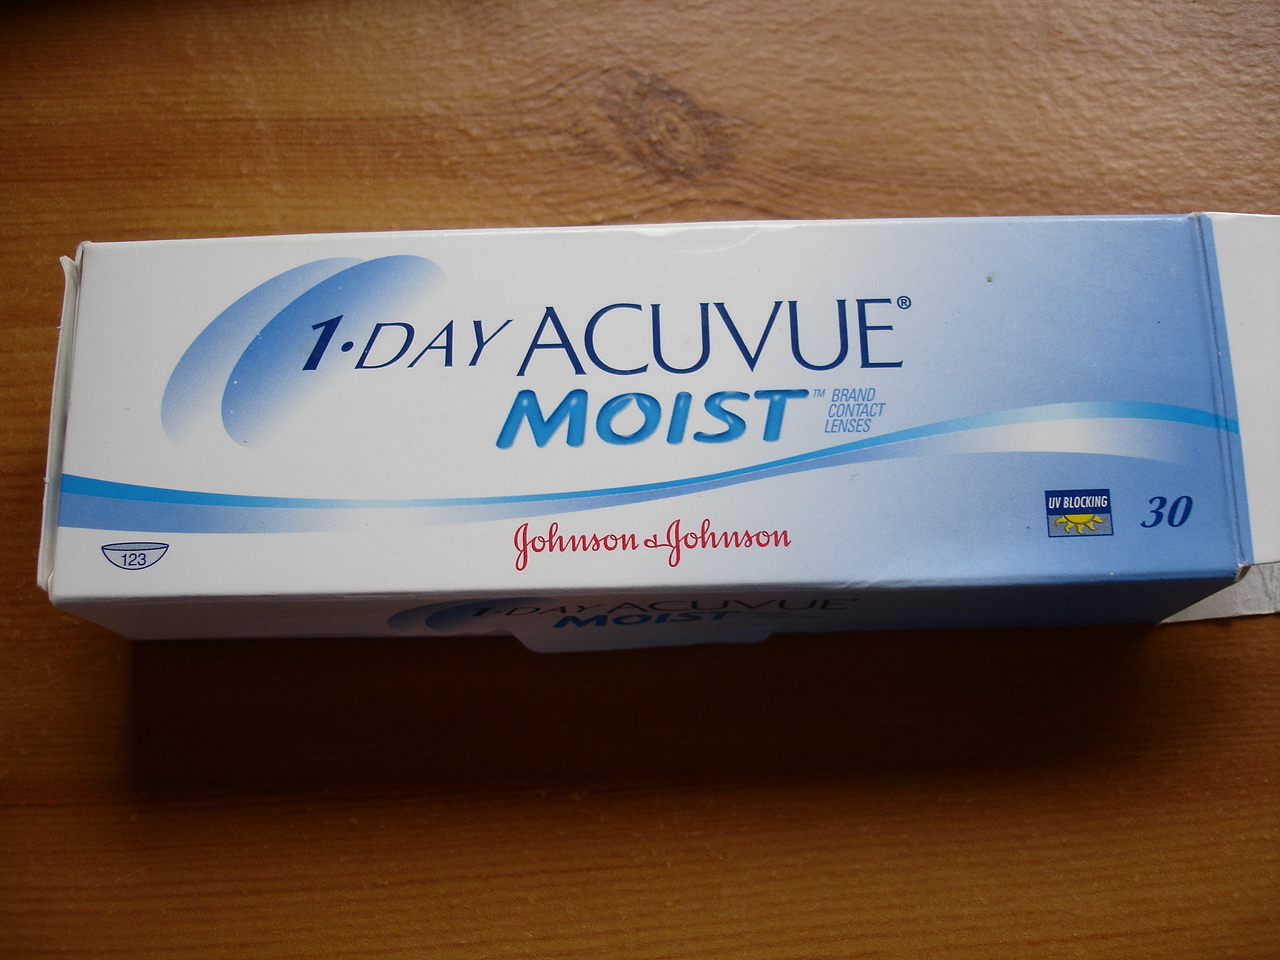 1·DAY ACUVUE®
MOIST™ BRAND
CONTACT
LENSES
Johnson & Johnson
UV BLOCKING
30
123
1·DAY ACUVUE
MOIST